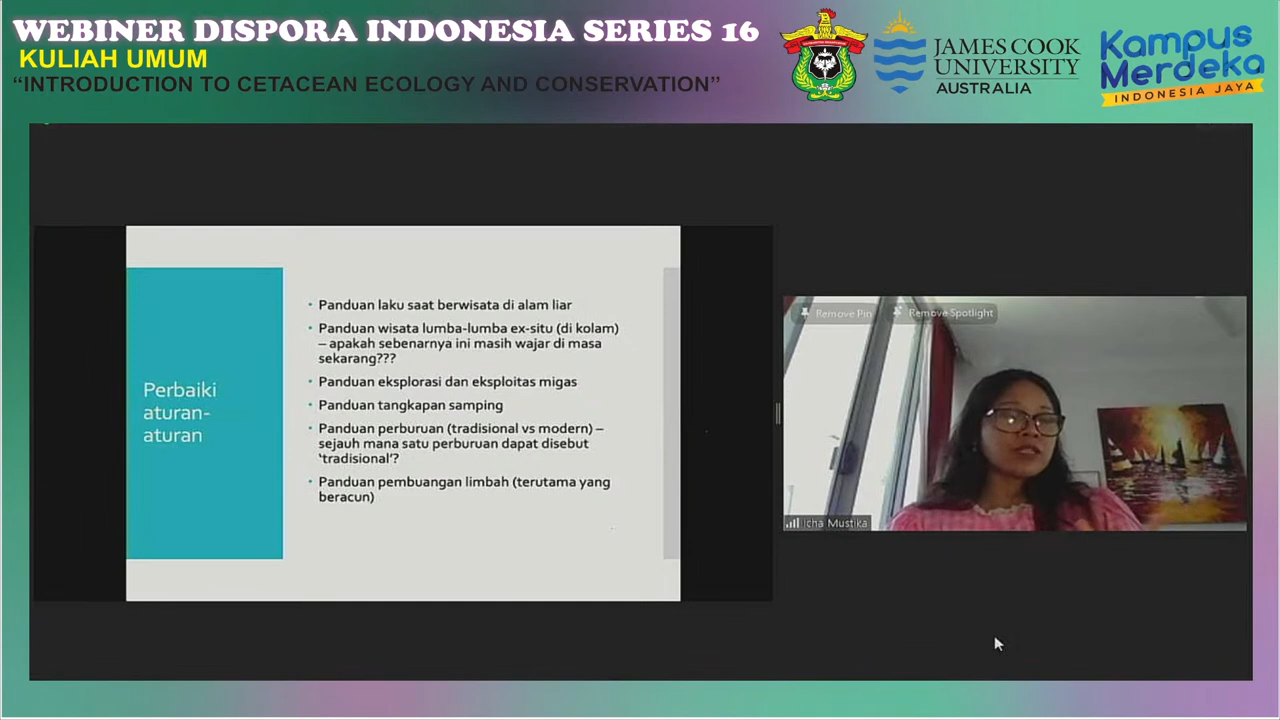 WEBINER DISPORA INDONESIA SERIES 16
KULIAH UMUM
“INTRODUCTION TO CETACEAN ECOLOGY AND CONSERVATION”
JAMES COOK
UNIVERSITY
AUSTRALIA
Kampus
Merdeka
INDONESIA JAYA
Perbaiki
aturan-
aturan
• Panduan laku saat berwisata di alam liar
• Panduan wisata lumba-lumba ex-situ (di kolam)
– apakah sebenarnya ini masih wajar di masa
sekarang???
• Panduan eksplorasi dan eksploitas migas
• Panduan tangkapan samping
• Panduan perburuan (tradisional vs modern) –
sejauh mana satu perburuan dapat disebut
‘tradisional’?
• Panduan pembuangan limbah (terutama yang
beracun)
Remove Pin
Remove Spotlight
Icha Mustika